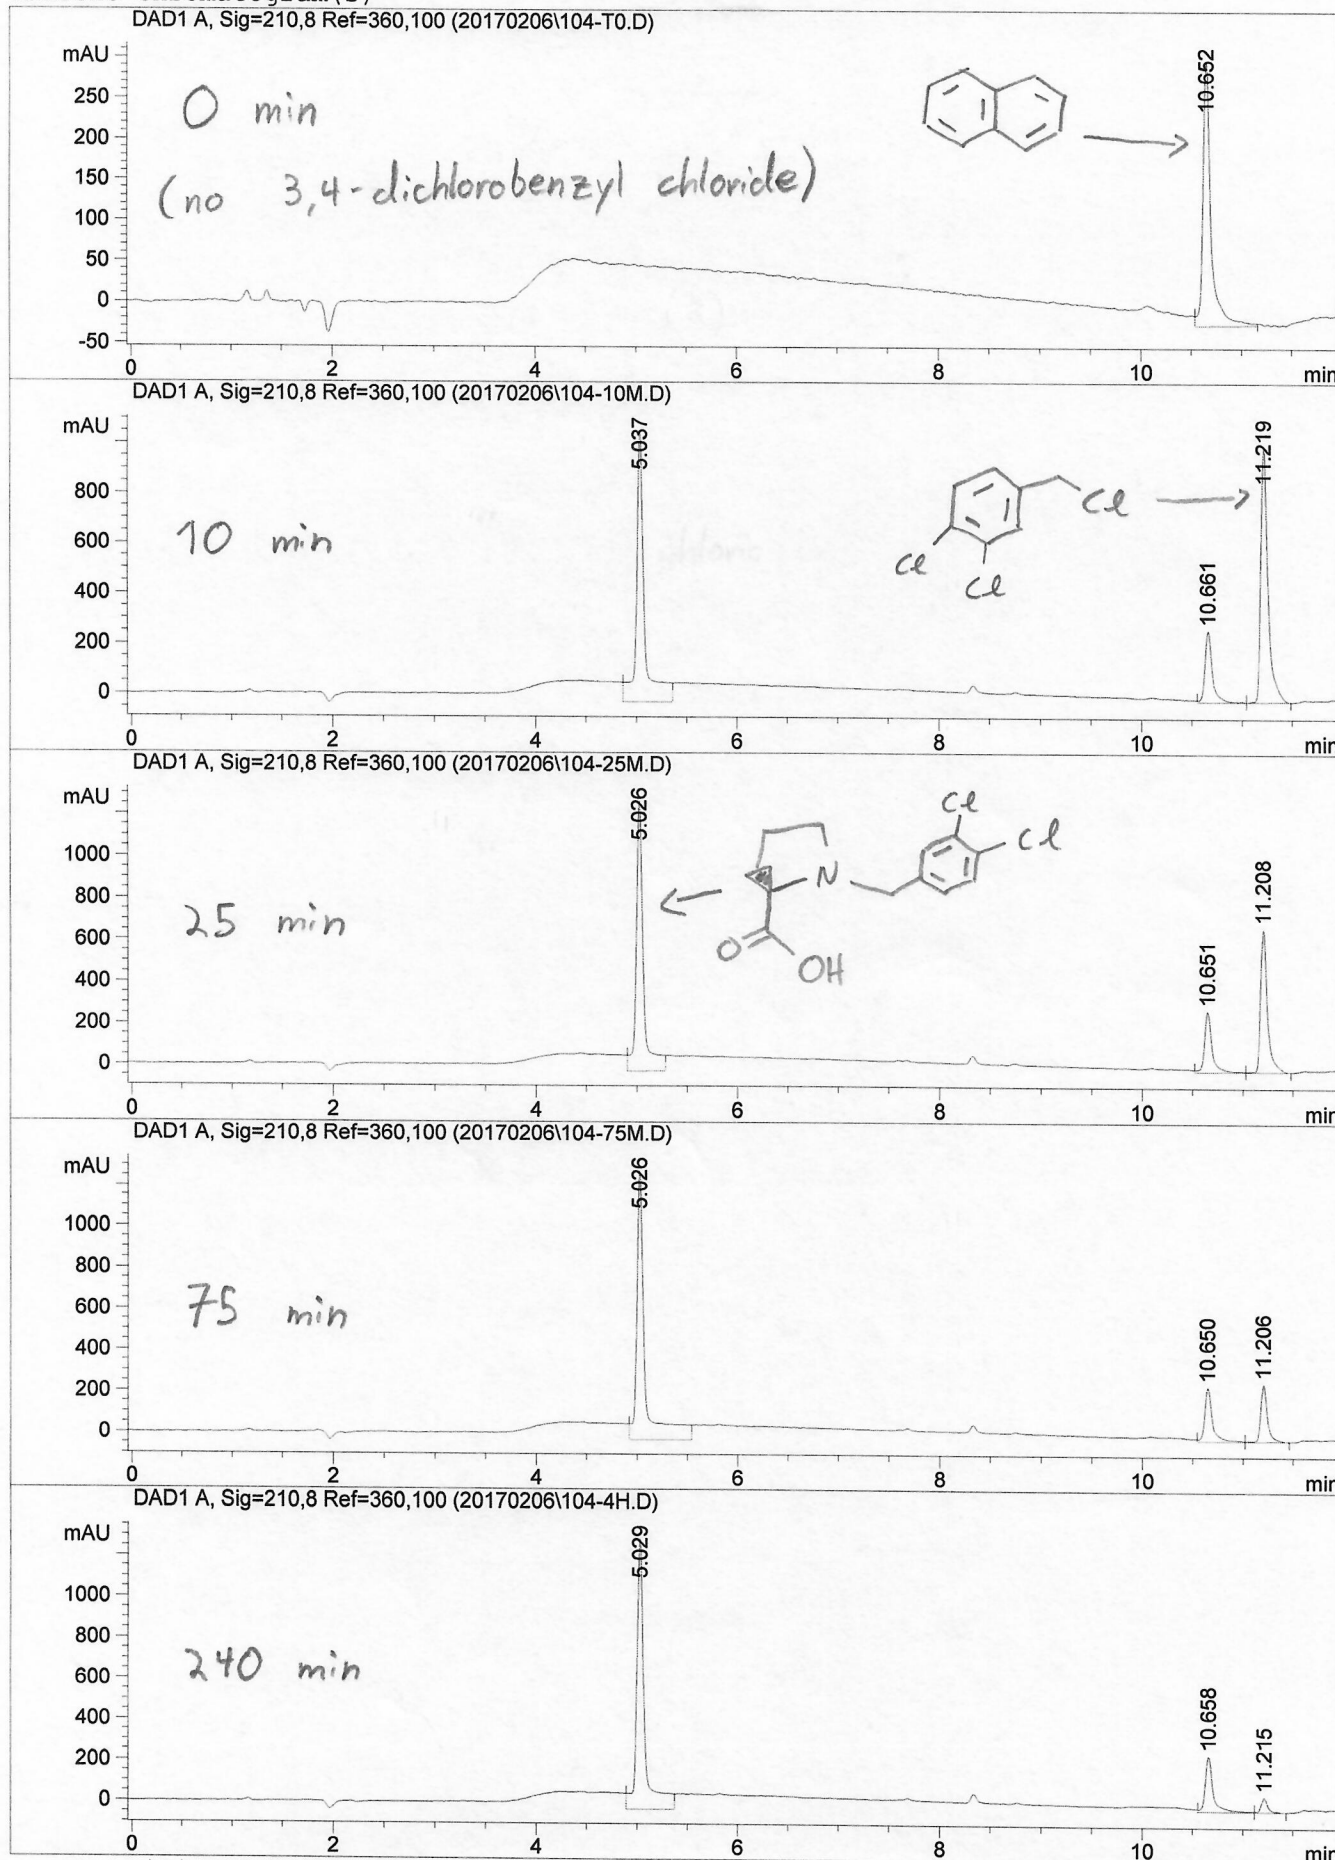 DAD1 A, Sig=210,8 Ref=360,100 (20170206\104-T0.D)
mAU
250
200
150
100
50
0
-50
0 min
(no 3,4-dichlorobenzyl chloride)
10.652
0 2 4 6 8 10 min
DAD1 A, Sig=210,8 Ref=360,100 (20170206\104-10M.D)
mAU
800
600
400
200
0
10 min
5.037
Cl
Cl
Cl
10.661
11.219
0 2 4 6 8 10 min
DAD1 A, Sig=210,8 Ref=360,100 (20170206\104-25M.D)
mAU
1000
800
600
400
200
0
25 min
5.026
Cl
Cl
N
O
OH
10.651
11.208
0 2 4 6 8 10 min
DAD1 A, Sig=210,8 Ref=360,100 (20170206\104-75M.D)
mAU
1000
800
600
400
200
0
75 min
5.026
10.650
11.206
0 2 4 6 8 10 min
DAD1 A, Sig=210,8 Ref=360,100 (20170206\104-4H.D)
mAU
1000
800
600
400
200
0
240 min
5.029
10.658
11.215
0 2 4 6 8 10 min